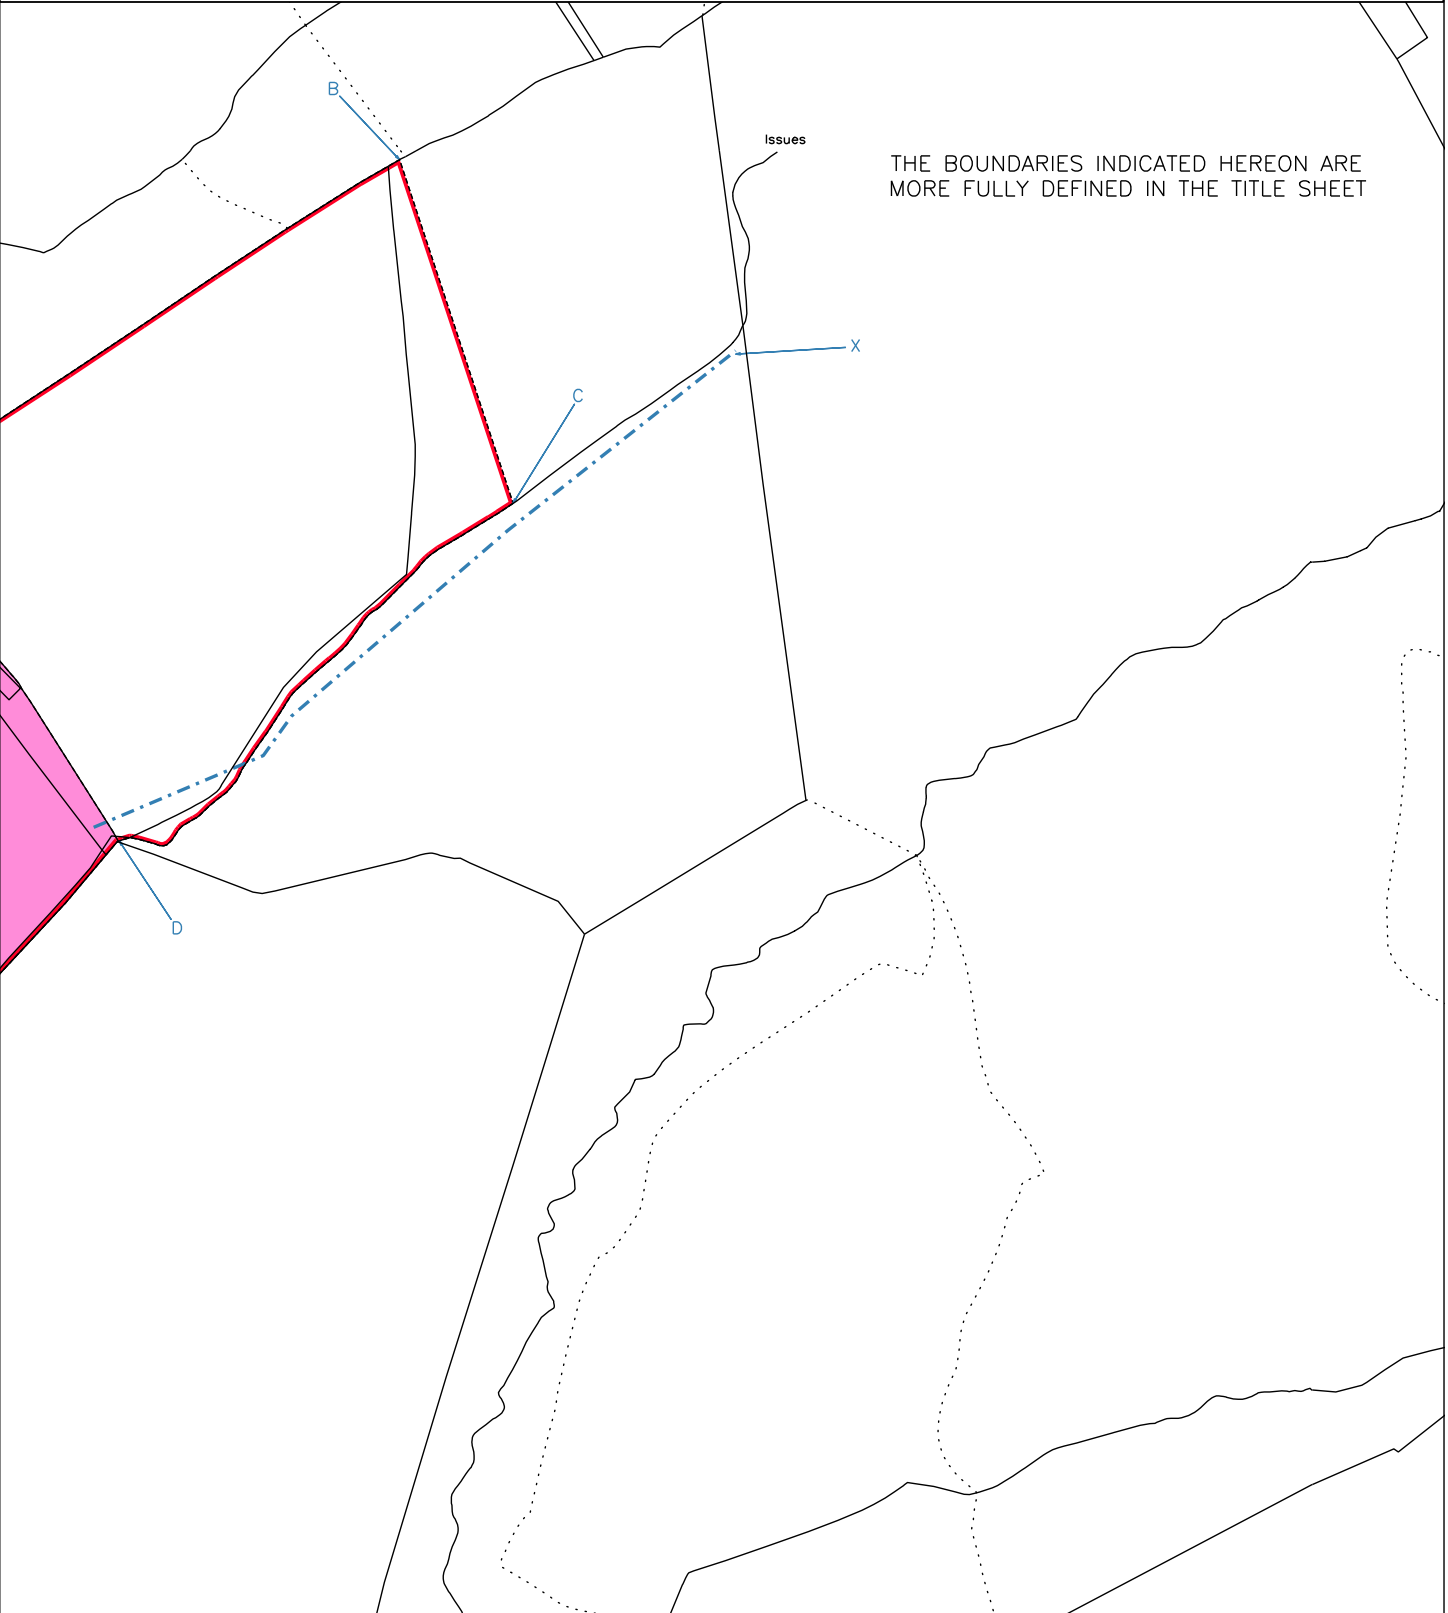 B
Issues
THE BOUNDARIES INDICATED HEREON ARE
MORE FULLY DEFINED IN THE TITLE SHEET
X
C
D